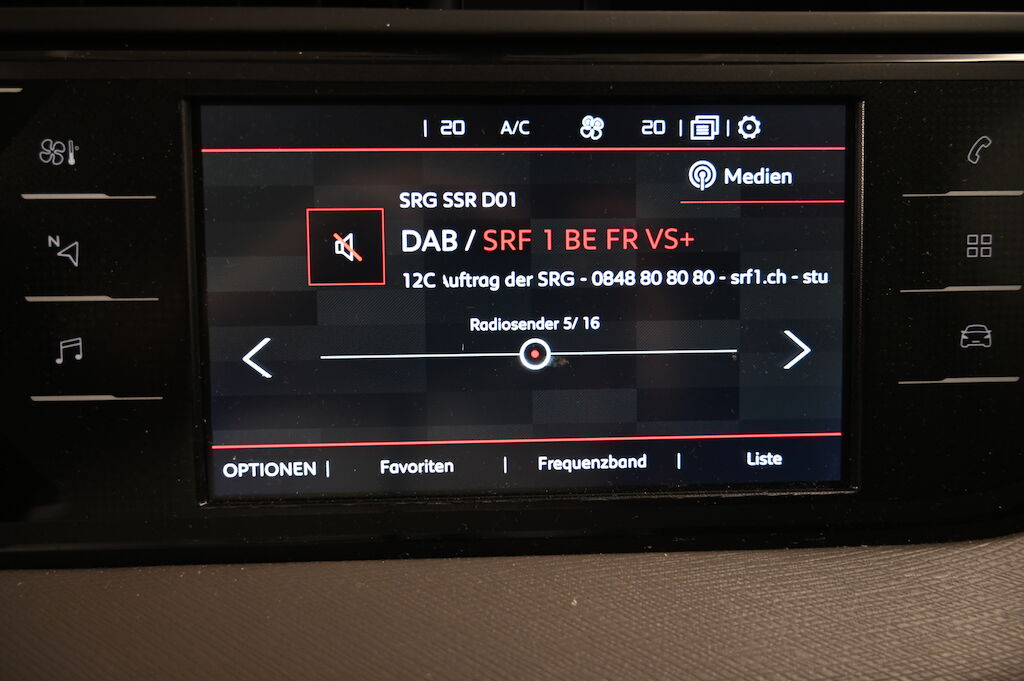 20 A/C 20
Medien
SRG SSR D01
DAB / SRF 1 BE FR VS+
12C uftrag der SRG - 0848 80 80 80 - srf1.ch - stu
Radiosender 5/ 16
N
OPTIONEN | Favoriten | Frequenzband | Liste